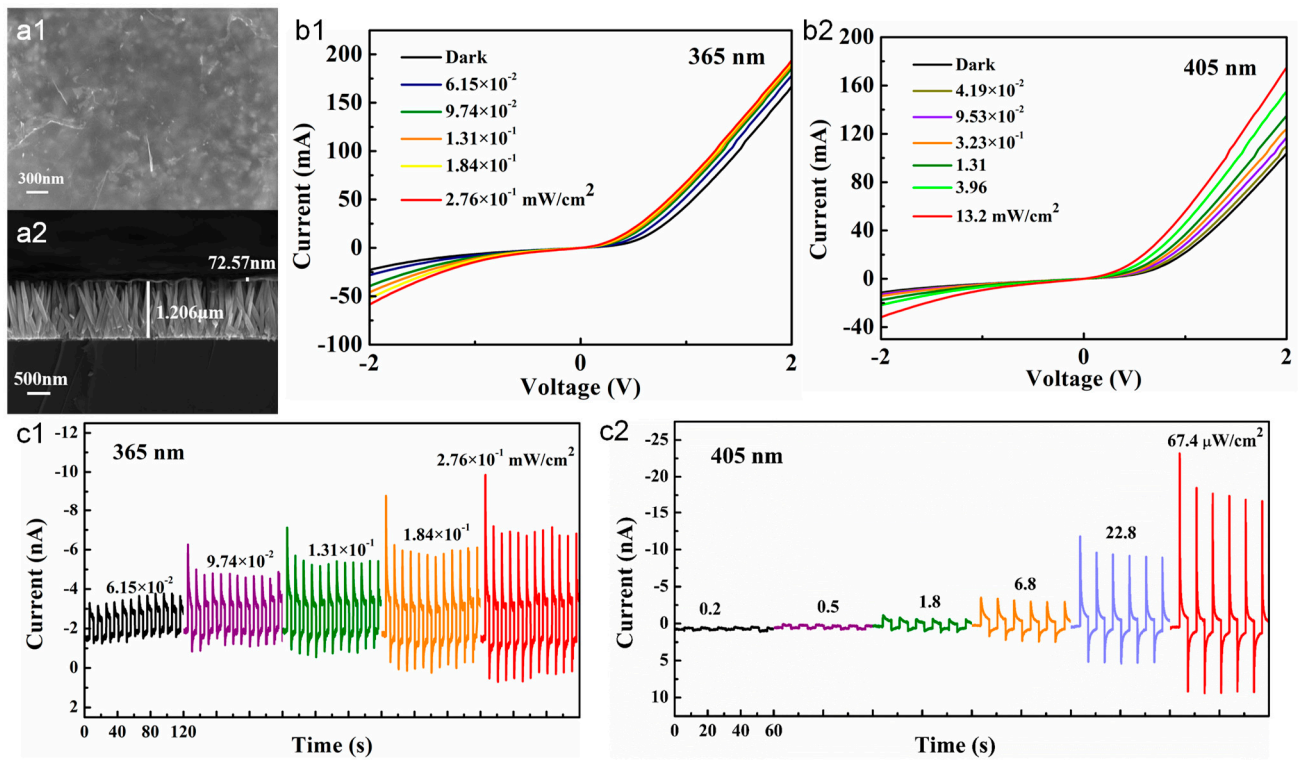 a1
300nm
a2
72.57nm
1.206μm
500nm
b1
365 nm
Dark
6.15×10⁻²
9.74×10⁻²
1.31×10⁻¹
1.84×10⁻¹
2.76×10⁻¹ mW/cm²
200
150
100
50
0
-50
-100
-2
0
2
Current (mA)
Voltage (V)
b2
405 nm
Dark
4.19×10⁻²
9.53×10⁻²
3.23×10⁻¹
1.31
3.96
13.2 mW/cm²
200
160
120
80
40
0
-40
-2
0
2
Current (mA)
Voltage (V)
c1
365 nm
6.15×10⁻²
9.74×10⁻²
1.31×10⁻¹
1.84×10⁻¹
2.76×10⁻¹ mW/cm²
-12
-10
-8
-6
-4
-2
0
2
0 40 80 120
Current (nA)
Time (s)
c2
405 nm
0.2
0.5
1.8
6.8
22.8
67.4 μW/cm²
-25
-20
-15
-10
-5
0
5
10
0 20 40 60
Current (nA)
Time (s)